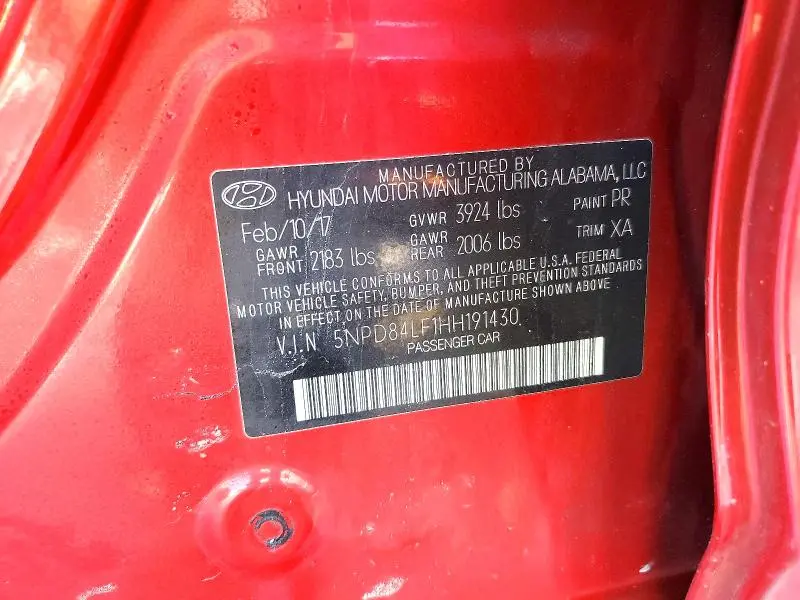 MANUFACTURED BY
HYUNDAI MOTOR MANUFACTURING ALABAMA, LLC
Feb/10/17 GVWR 3924 lbs PAINT PR
GAWR FRONT 2183 lbs GAWR REAR 2006 lbs TRIM XA
THIS VEHICLE CONFORMS TO ALL APPLICABLE U.S.A. FEDERAL
MOTOR VEHICLE SAFETY, BUMPER, AND THEFT PREVENTION STANDARDS
IN EFFECT ON THE DATE OF MANUFACTURE SHOWN ABOVE
V.I.N 5NPD84LF1HH191430
PASSENGER CAR